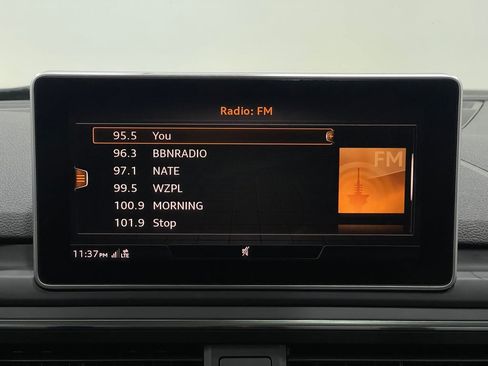 Radio: FM
95.5 You
96.3 BBNRADIO
97.1 NATE
99.5 WZPL
100.9 MORNING
101.9 Stop
FM
11:37PM LTE